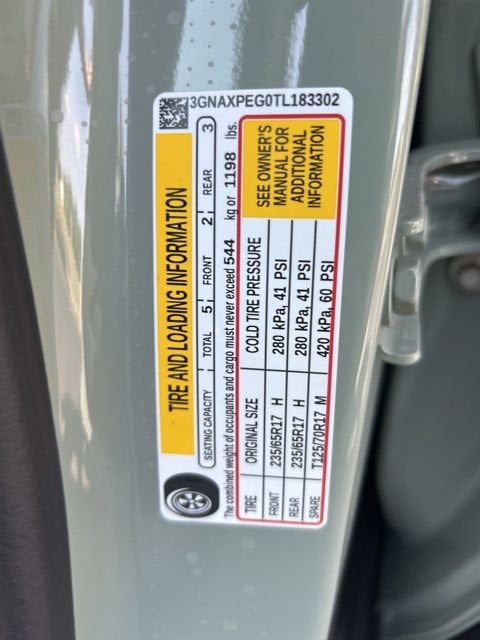 3GNAXPEG0TL183302
TIRE AND LOADING INFORMATION
SEATING CAPACITY TOTAL 5 FRONT 2 REAR 3
The combined weight of occupants and cargo must never exceed 544 kg or 1198 lbs.
TIRE ORIGINAL SIZE COLD TIRE PRESSURE
FRONT 235/65R17 H 280 kPa, 41 PSI
REAR 235/65R17 H 280 kPa, 41 PSI
SPARE T125/70R17 M 420 kPa, 60 PSI
SEE OWNER'S
MANUAL FOR
ADDITIONAL
INFORMATION